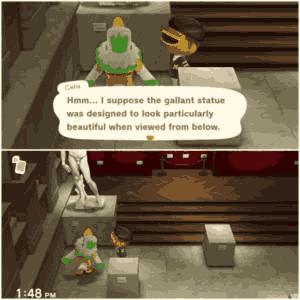 Celia
Hmm... I suppose the gallant statue
was designed to look particularly
beautiful when viewed from below.
1:48 PM